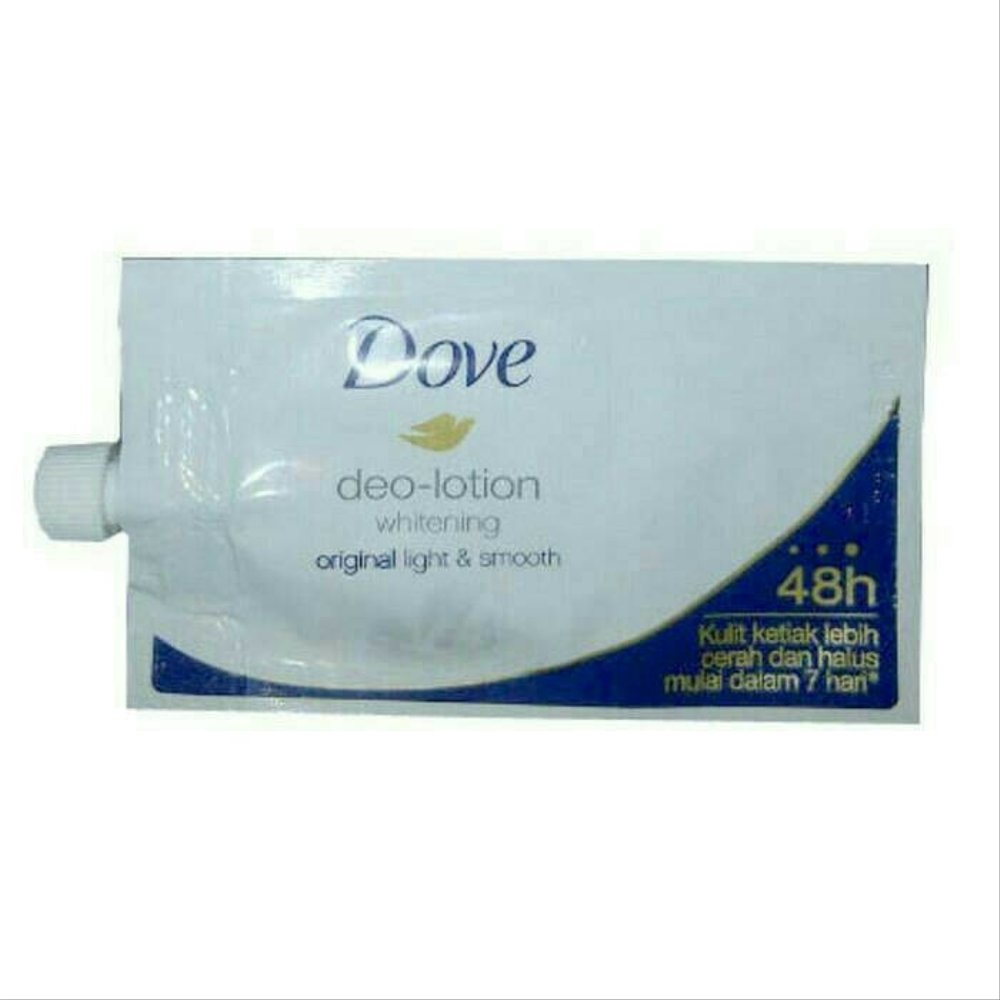 Dove
deo-lotion
whitening
original light & smooth
48h
Kulit ketiak lebih
cerah dan halus
mulai dalam 7 hari*